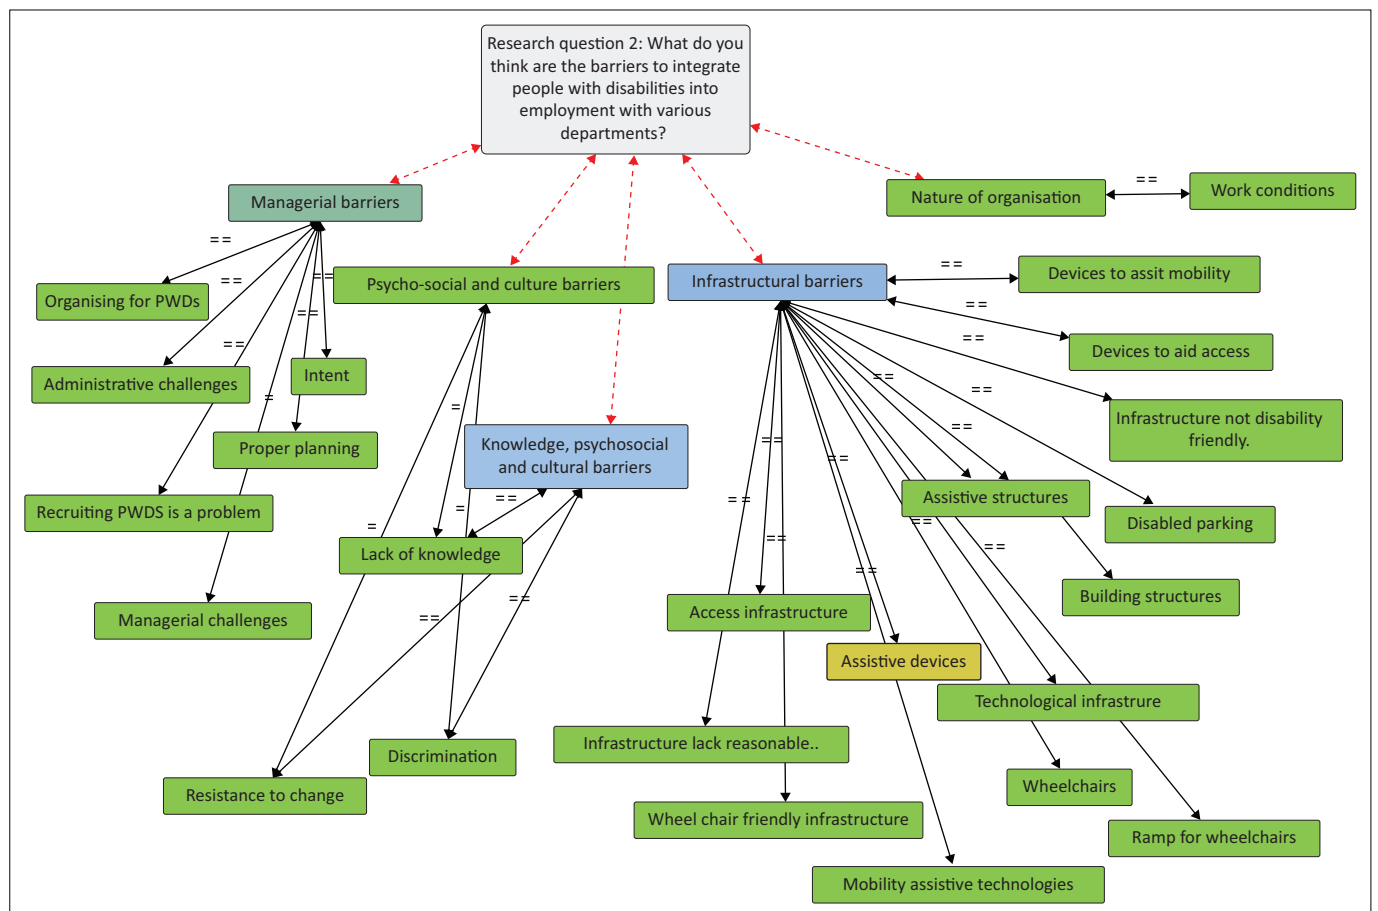 Research question 2: What do you
think are the barriers to integrate
people with disabilities into
employment with various
departments?
Managerial barriers
Nature of organisation
==
Work conditions
==
==
==
Organising for PWDs
Psycho-social and culture barriers
Infrastructural barriers
==
Devices to assit mobility
==
==
==
==
Devices to aid access
Administrative challenges
Intent
=
=
==
==
==
Infrastructure not disability
friendly.
Proper planning
Knowledge, psychosocial
and cultural barriers
==
==
==
Recruiting PWDS is a problem
=
=
==
==
Assistive structures
Disabled parking
Lack of knowledge
==
==
==
==
Building structures
Managerial challenges
==
==
Access infrastructure
Assistive devices
Technological infrastrure
Infrastructure lack reasonable..
Discrimination
Resistance to change
Wheelchairs
Wheel chair friendly infrastructure
Ramp for wheelchairs
Mobility assistive technologies